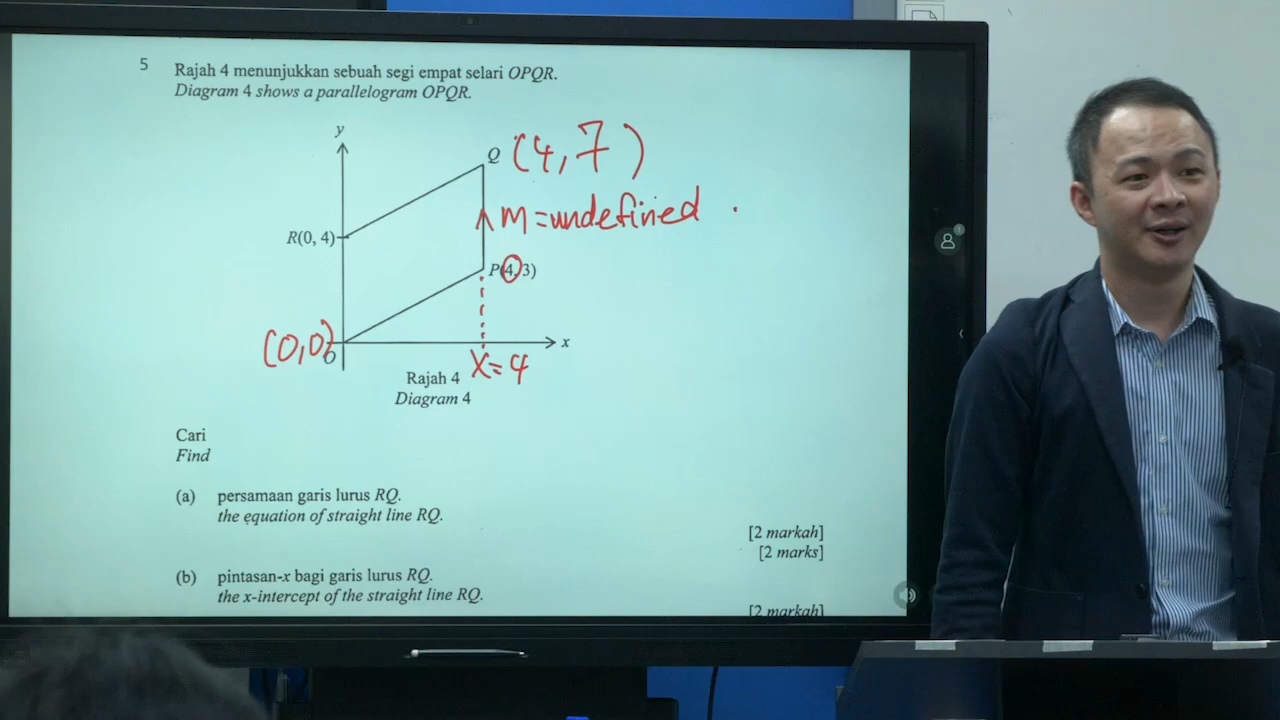 5 Rajah 4 menunjukkan sebuah segi empat selari OPQR.
Diagram 4 shows a parallelogram OPQR.
y
Q (4, 7)
m = undefined .
R(0, 4)
P(4, 3)
(0,0)
O
x
x = 4
Rajah 4
Diagram 4
Cari
Find
(a) persamaan garis lurus RQ.
the equation of straight line RQ.
[2 markah]
[2 marks]
(b) pintasan-x bagi garis lurus RQ.
the x-intercept of the straight line RQ.
[2 markah]